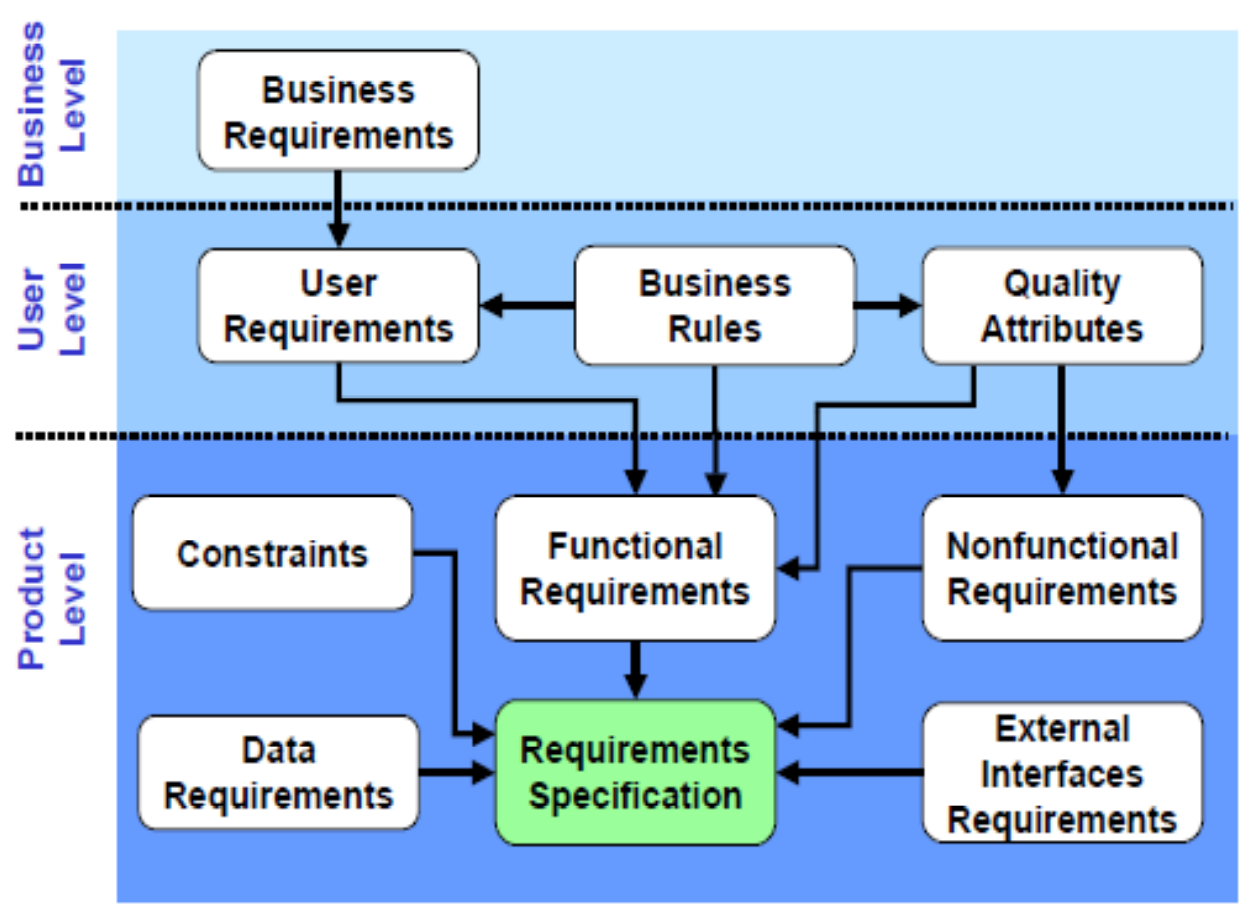 Business
Level
Business
Requirements
User
Level
User
Requirements
Business
Rules
Quality
Attributes
Product
Level
Constraints
Functional
Requirements
Nonfunctional
Requirements
Data
Requirements
Requirements
Specification
External
Interfaces
Requirements